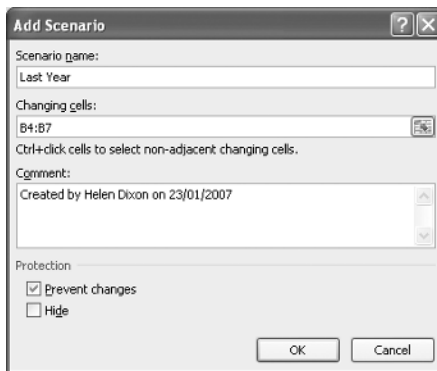 Add Scenario
Scenario name:
Last Year
Changing cells:
B4:B7
Ctrl+click cells to select non-adjacent changing cells.
Comment:
Created by Helen Dixon on 23/01/2007
Protection
Prevent changes
Hide
OK
Cancel